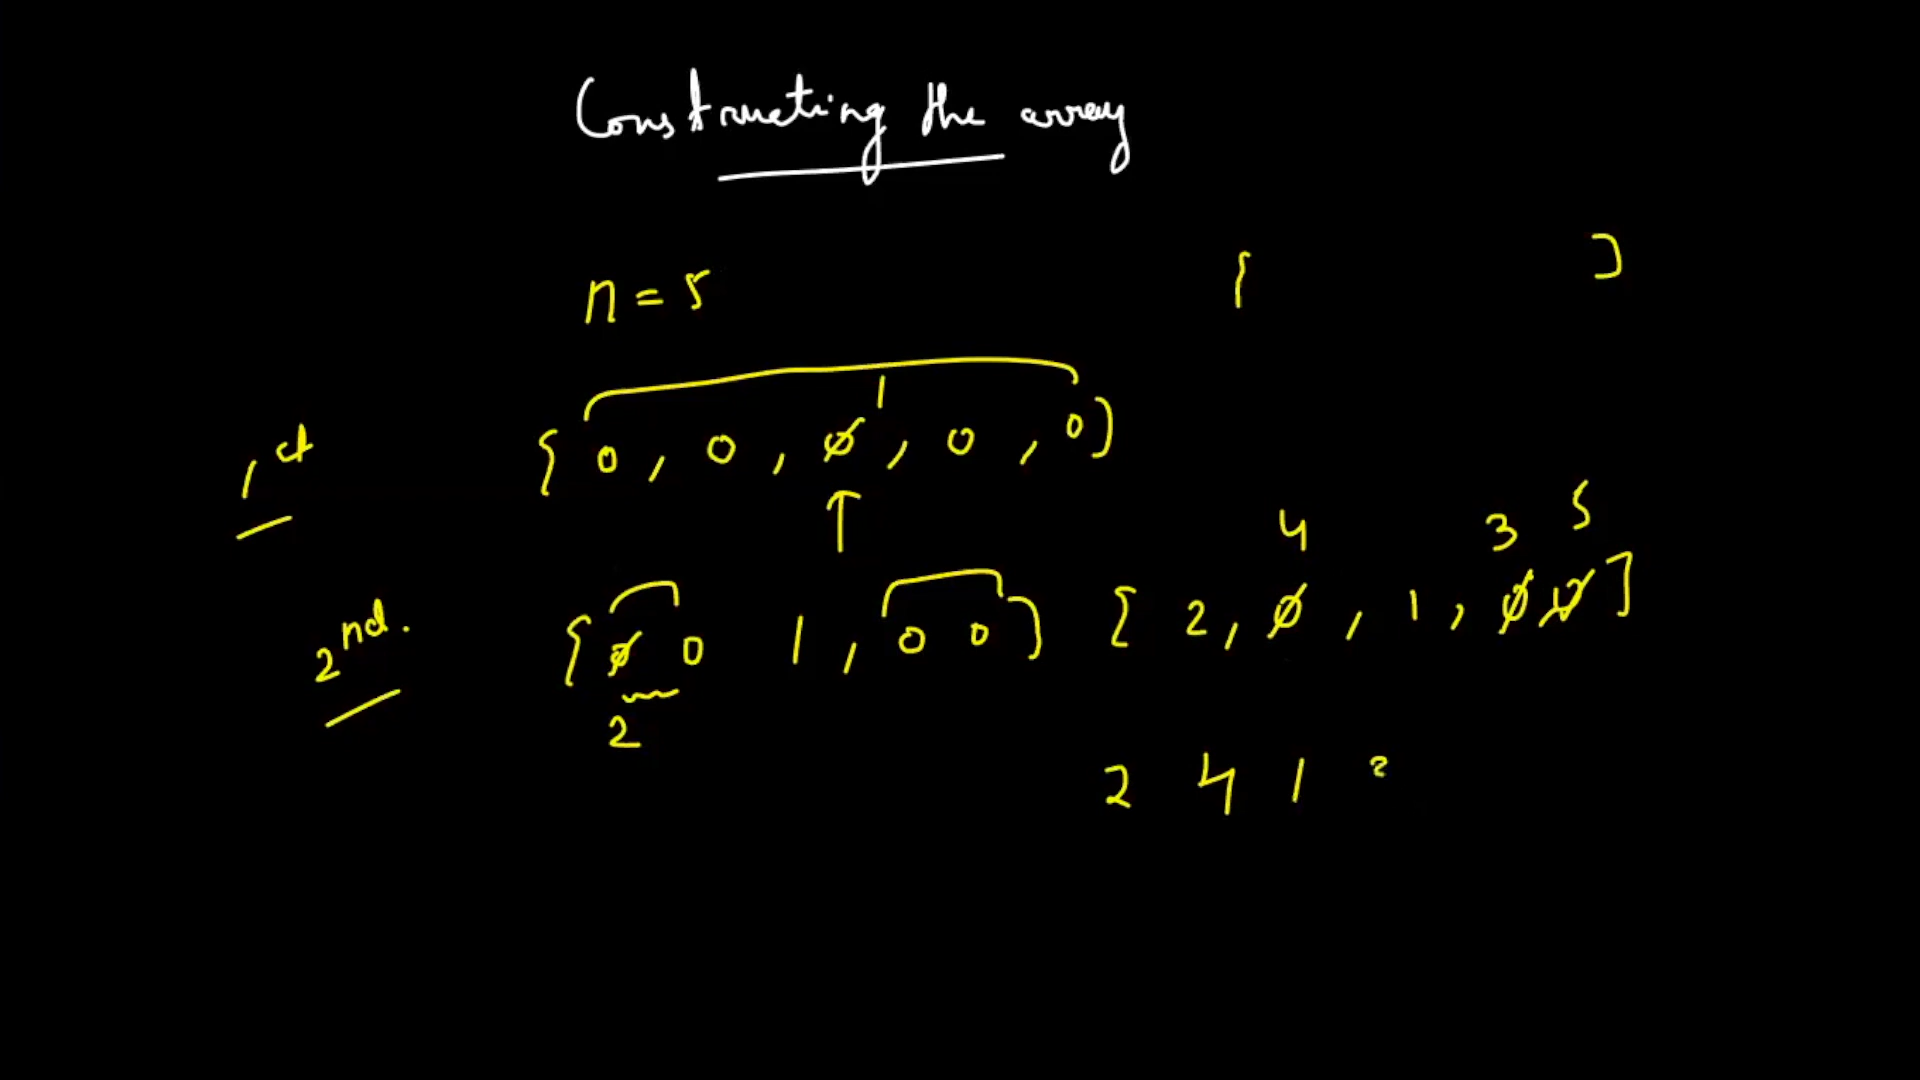 Constructing the array
n = 5
{ }
1st { 0 , 0 , 0 , 0 , 0 }
1
2nd. { 0 0 1 , 0 0 } { 2 , 0 , 1 , 0 0 }
4 3 5
2
2 4 1